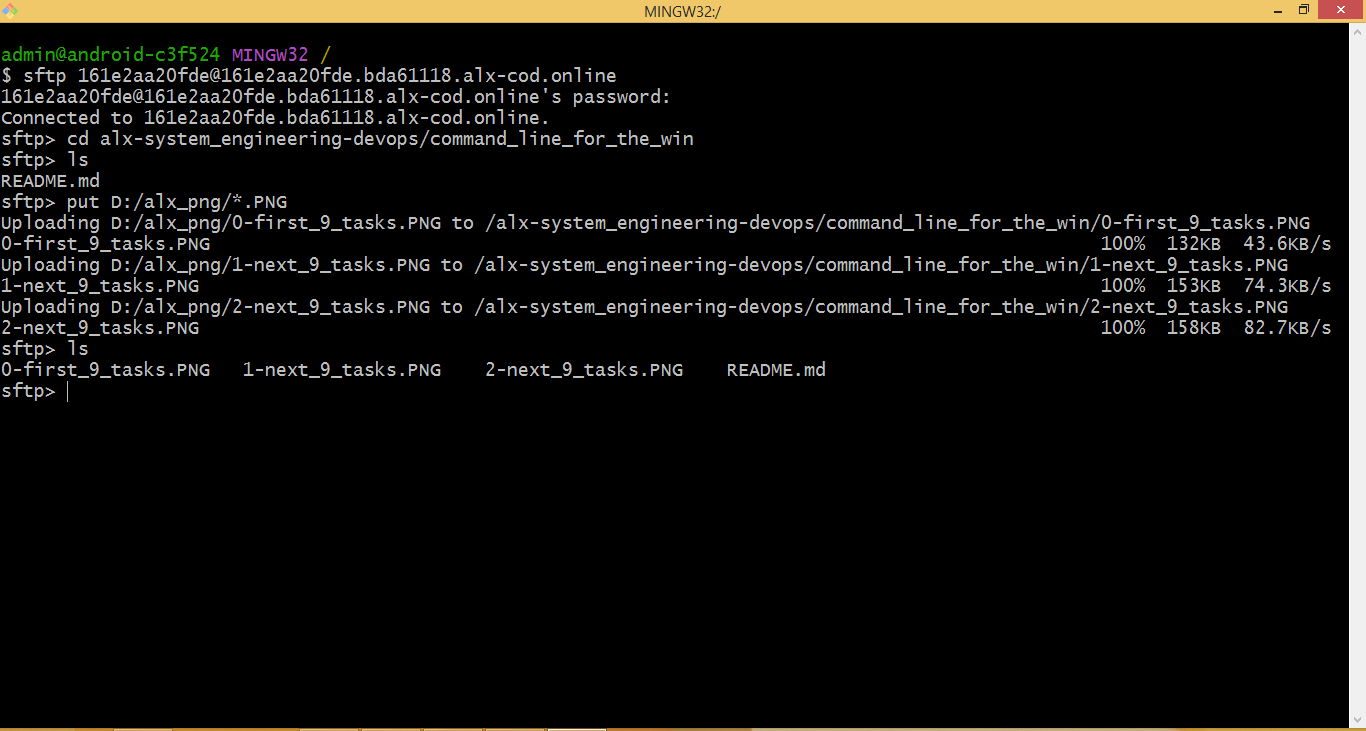 MINGW32:/
admin@android-c3f524 MINGW32 /
$ sftp 161e2aa20fde@161e2aa20fde.bda61118.alx-cod.online
161e2aa20fde@161e2aa20fde.bda61118.alx-cod.online's password:
Connected to 161e2aa20fde.bda61118.alx-cod.online.
sftp> cd alx-system_engineering-devops/command_line_for_the_win
sftp> ls
README.md
sftp> put D:/alx_png/*.PNG
Uploading D:/alx_png/0-first_9_tasks.PNG to /alx-system_engineering-devops/command_line_for_the_win/0-first_9_tasks.PNG
0-first_9_tasks.PNG 100% 132KB 43.6KB/s
Uploading D:/alx_png/1-next_9_tasks.PNG to /alx-system_engineering-devops/command_line_for_the_win/1-next_9_tasks.PNG
1-next_9_tasks.PNG 100% 153KB 74.3KB/s
Uploading D:/alx_png/2-next_9_tasks.PNG to /alx-system_engineering-devops/command_line_for_the_win/2-next_9_tasks.PNG
2-next_9_tasks.PNG 100% 158KB 82.7KB/s
sftp> ls
0-first_9_tasks.PNG 1-next_9_tasks.PNG 2-next_9_tasks.PNG README.md
sftp>